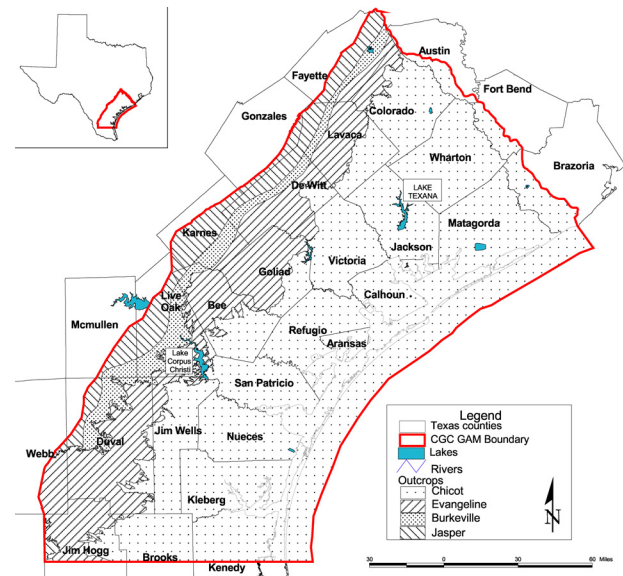 Austin
Fort Bend
Fayette
Colorado
Gonzales
Lavaca
Wharton
Brazoria
De Witt
LAKE
TEXANA
Matagorda
Karnes
Jackson
Victoria
Goliad
Calhoun
Live
Oak
Bee
Mcmullen
Refugio
Aransas
Lake
Corpus
Christi
San Patricio
Jim Wells
Nueces
Duval
Webb
Kleberg
Jim Hogg
Brooks
Kenedy
Legend
Texas counties
CGC GAM Boundary
Lakes
Rivers
Outcrops
Chicot
Evangeline
Burkeville
Jasper
N
30 0 30 60 Miles